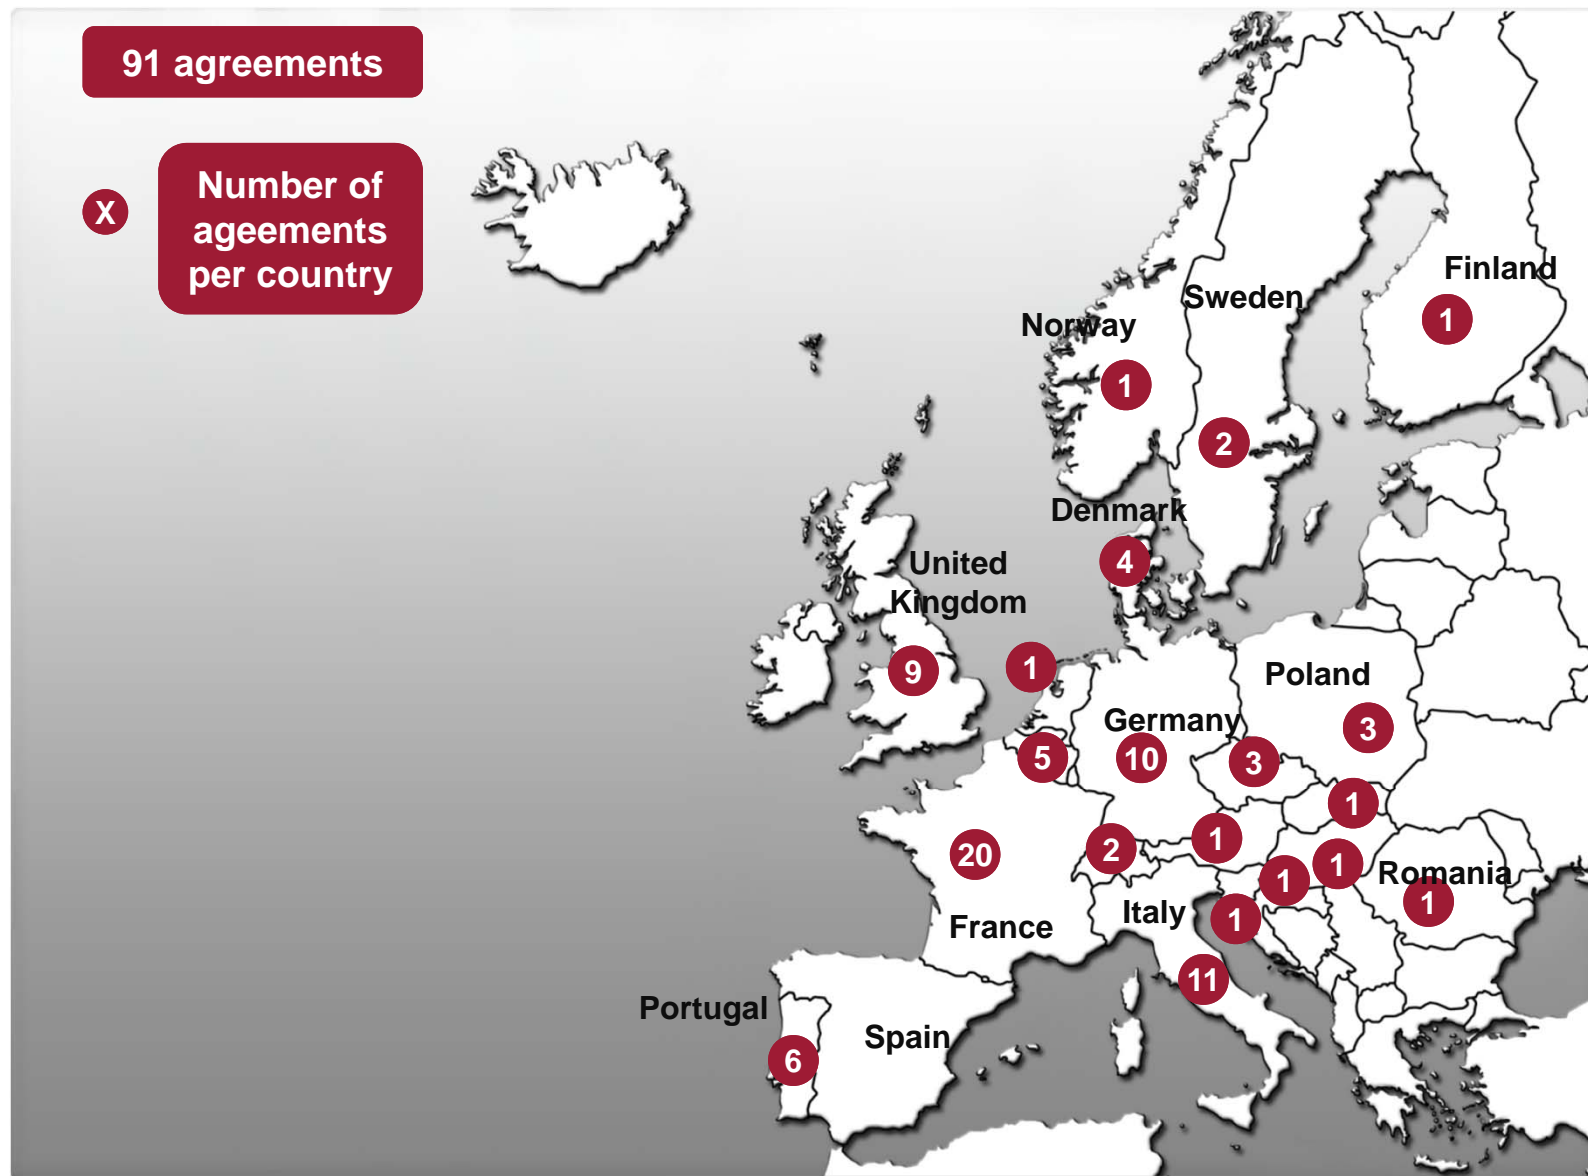 91 agreements
X
Number of
ageements
per country
Finland
1
Sweden
Norway
1
2
Denmark
4
United
Kingdom
9
1
Poland
3
Germany
10
5
3
1
20
2
1
1
Romania
1
1
1
Italy
France
11
Portugal
6
Spain